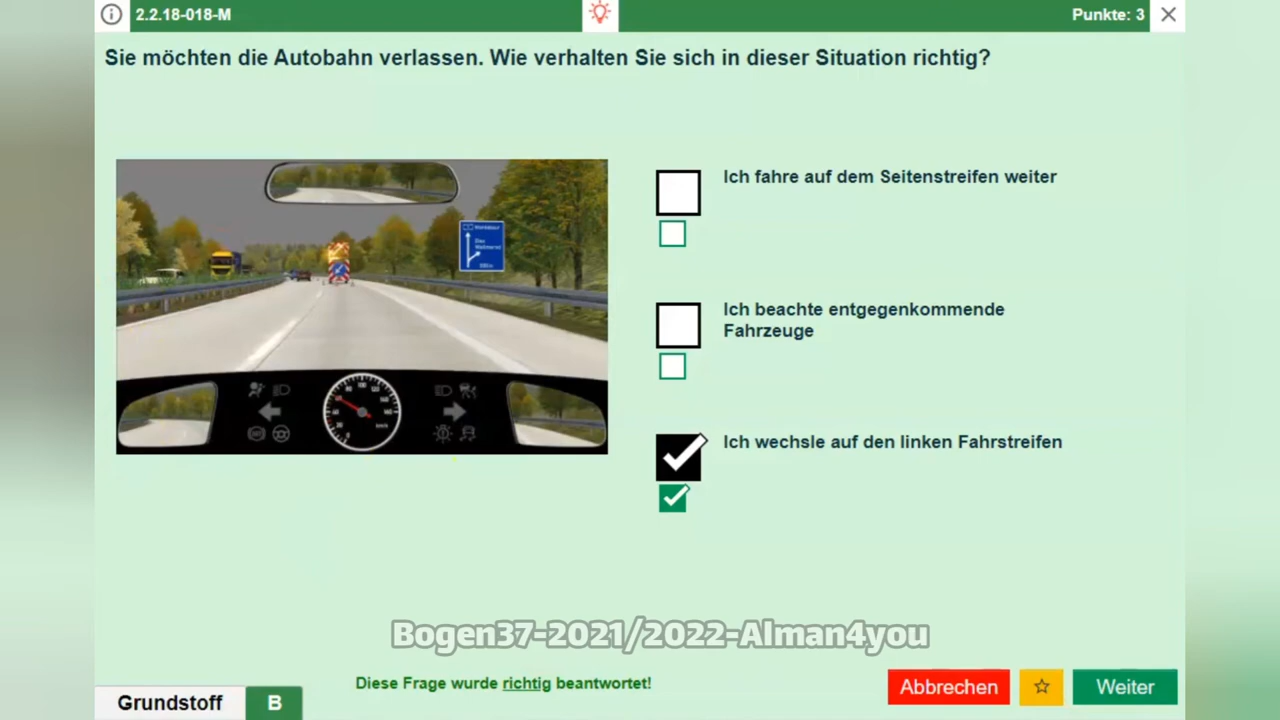 2.2.18-018-M
Punkte: 3
Sie möchten die Autobahn verlassen. Wie verhalten Sie sich in dieser Situation richtig?
Ich fahre auf dem Seitenstreifen weiter
Ich beachte entgegenkommende
Fahrzeuge
Ich wechsle auf den linken Fahrstreifen
Bogen37-2021/2022-Alman4you
Diese Frage wurde richtig beantwortet!
Abbrechen
Weiter
Grundstoff
B